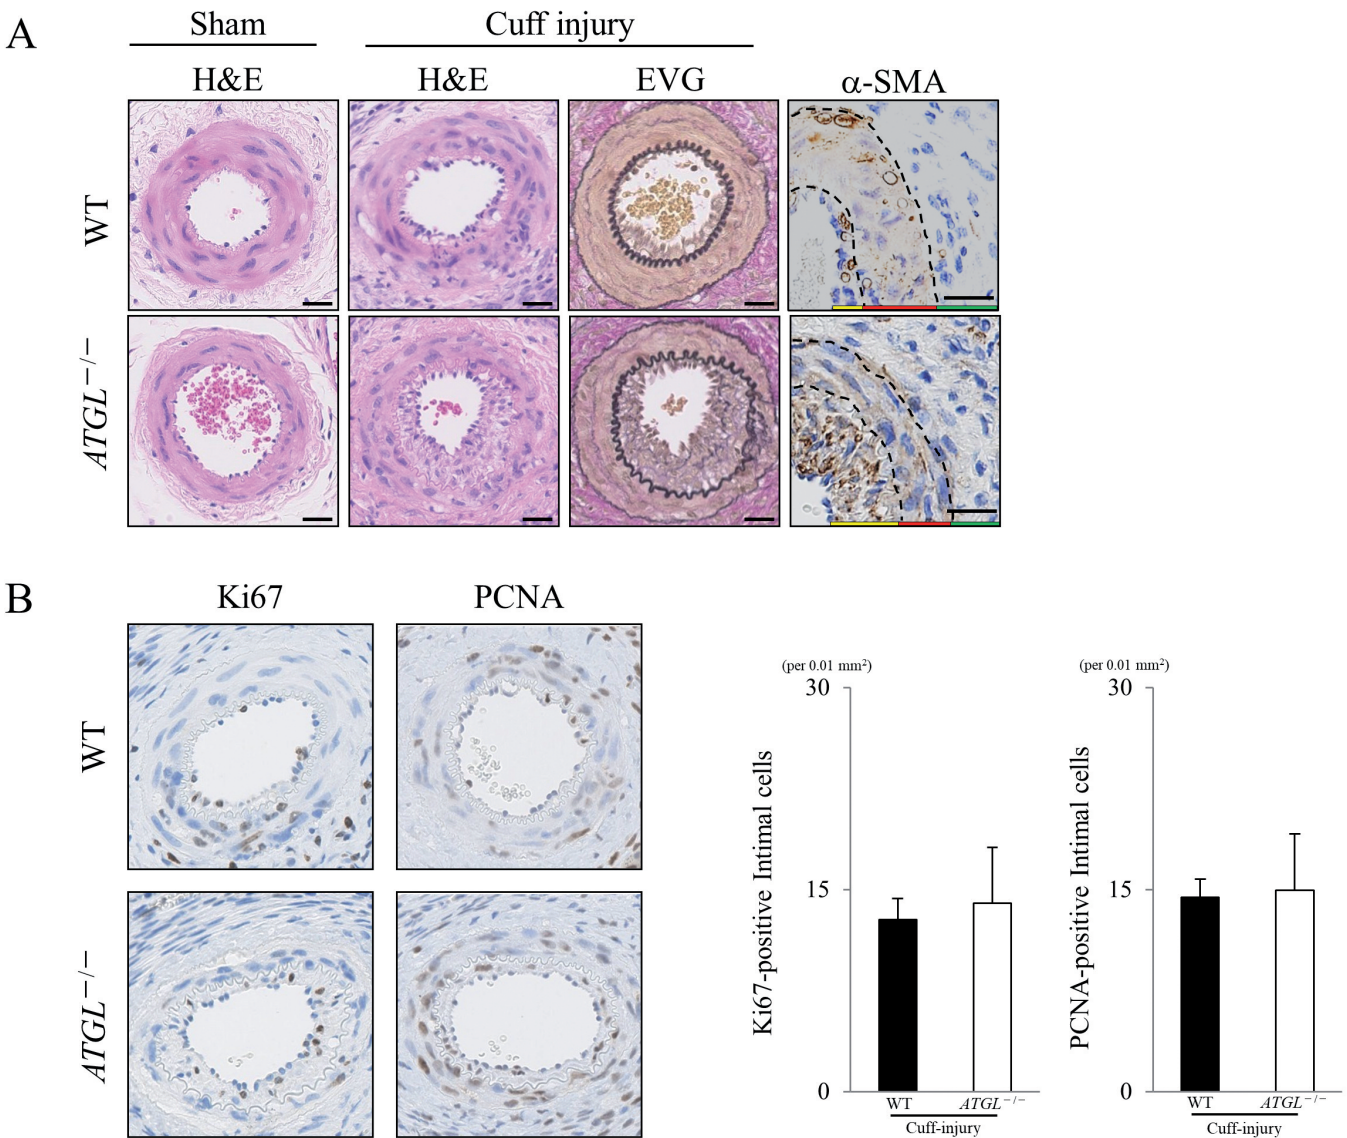 A
Sham
Cuff injury
H&E
H&E
EVG
α-SMA
WT
ATGL−/−
B
Ki67
PCNA
WT
ATGL−/−
(per 0.01 mm²)
30
15
0
Ki67-positive Intimal cells
WT
ATGL−/−
Cuff-injury
(per 0.01 mm²)
30
15
0
PCNA-positive Intimal cells
WT
ATGL−/−
Cuff-injury